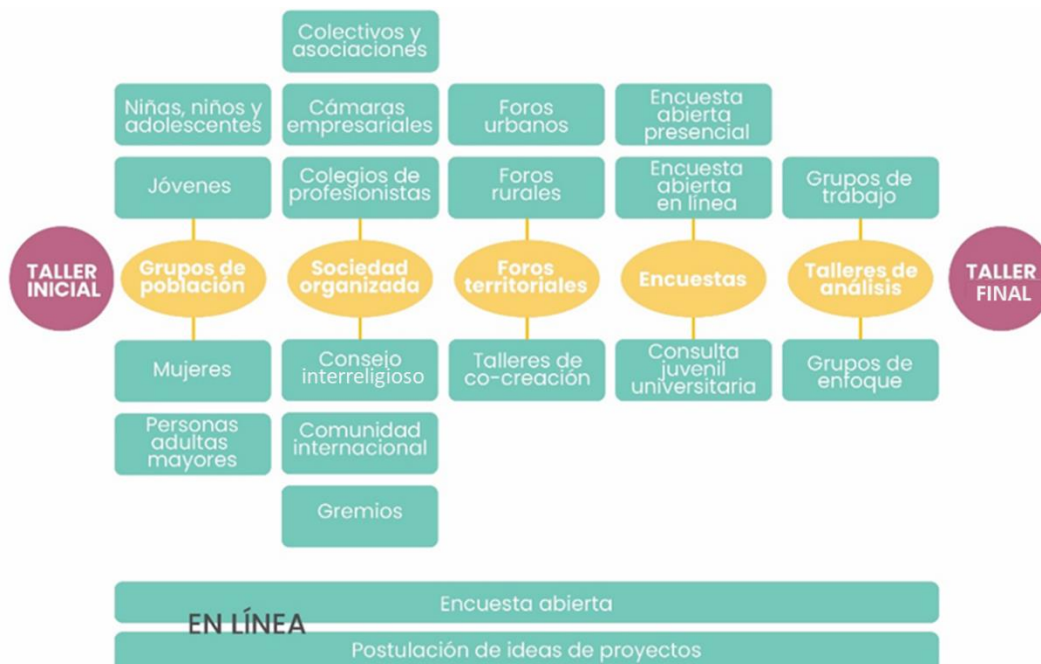 Colectivos y
asociaciones
Niñas, niños y
adolescentes
Cámaras
empresariales
Foros
urbanos
Encuesta
abierta
presencial
Jóvenes
Colegios de
profesionistas
Foros
rurales
Encuesta
abierta
en línea
Grupos de
trabajo
TALLER
INICIAL
Grupos de
población
Sociedad
organizada
Foros
territoriales
Encuestas
Talleres de
análisis
TALLER
FINAL
Mujeres
Consejo
interreligioso
Talleres de
co-creación
Consulta
juvenil
universitaria
Grupos de
enfoque
Personas
adultas
mayores
Comunidad
internacional
Gremios
EN LÍNEA
Encuesta abierta
Postulación de ideas de proyectos